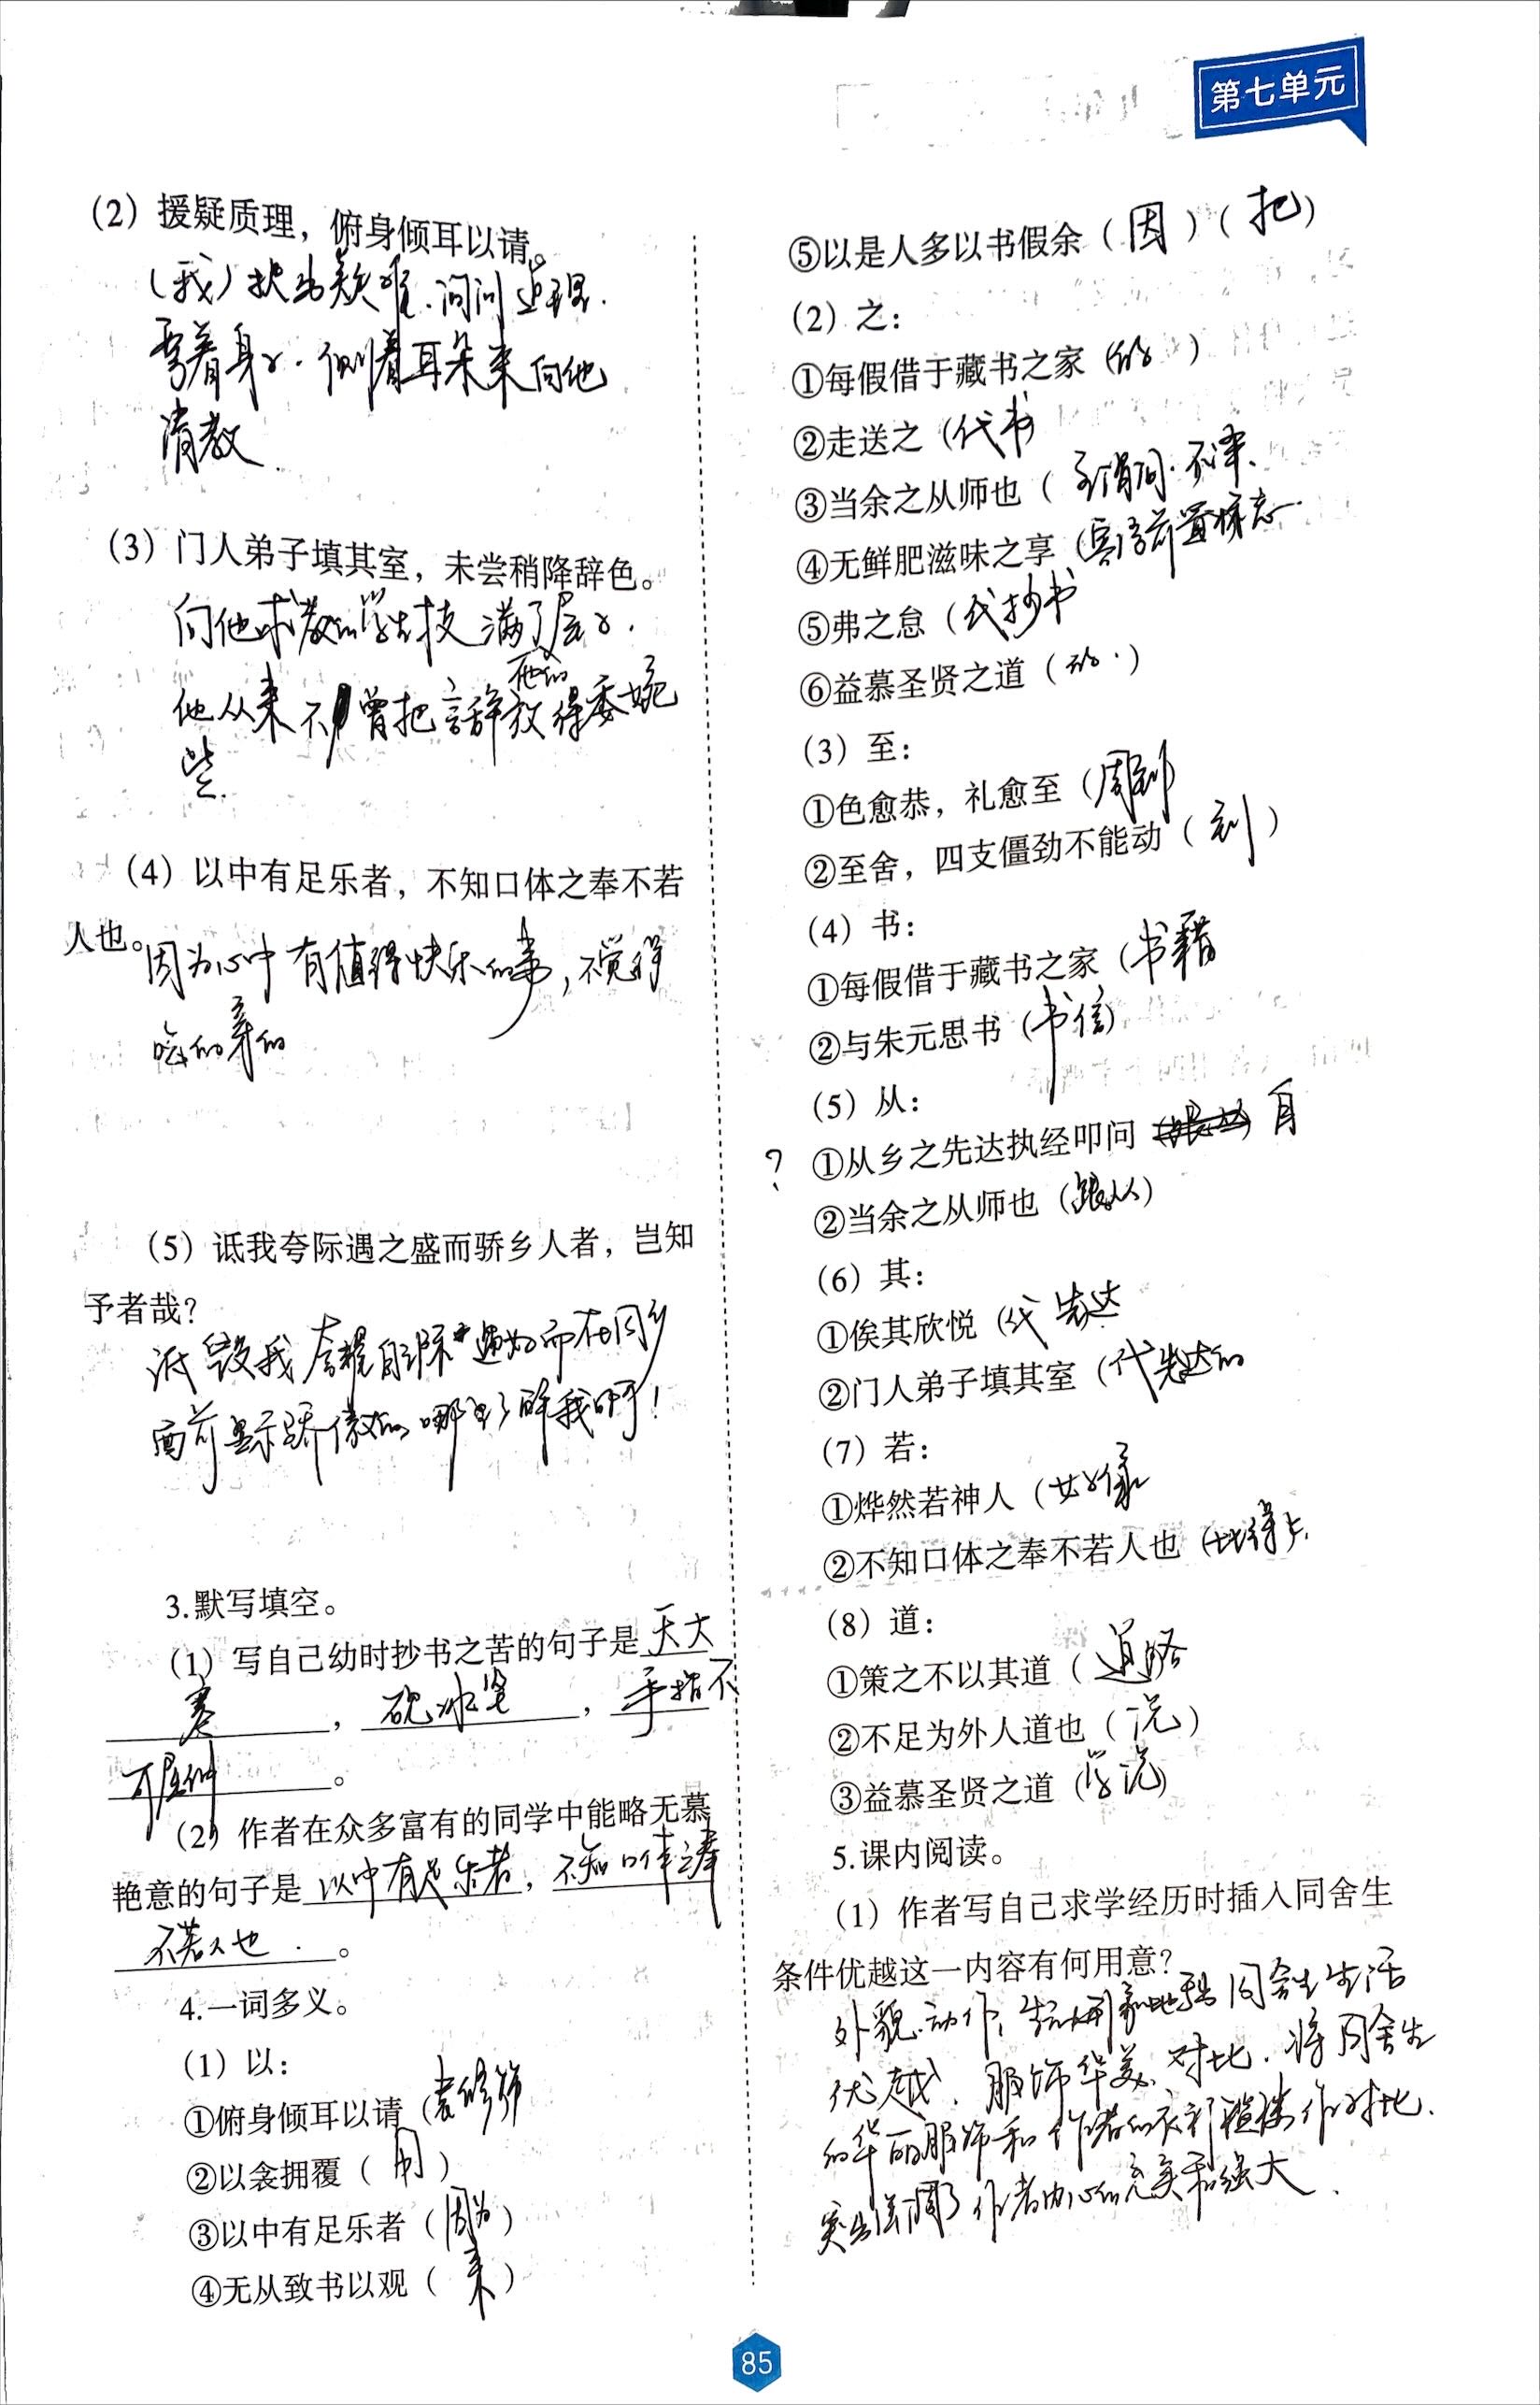 第七单元
（2）援疑质理，俯身倾耳以请。
（我）提出疑难．询问道理．
弯着身子．侧着耳朵来向他
请教
（3）门人弟子填其室，未尝稍降辞色。
向他求教的学生挤满了屋子．
他的
他从来不曾把言辞放得委婉
些．
（4）以中有足乐者，不知口体之奉不若
人也。
因为心中有值得快乐的事，不觉得
吃的穿的
（5）诋我夸际遇之盛而骄乡人者，岂知
予者哉？
诋毁我夸耀自己际遇而在同乡
面前显示骄傲的，哪里了解我啊！
3.默写填空。
（1）写自己幼时抄书之苦的句子是天大
寒，砚冰坚，手指不
可屈伸。
（2）作者在众多富有的同学中能略无慕
艳意的句子是以中有足乐者，不知口体之奉
不若人也．。
4.一词多义。
（1）以：
①俯身倾耳以请（表修饰
②以衾拥覆（用）
③以中有足乐者（因为）
④无从致书以观（来）
⑤以是人多以书假余（因）（把）
（2）之：
①每假借于藏书之家（的）
②走送之（代书
③当余之从师也（主谓间．不译．
④无鲜肥滋味之享（宾语前置标志．
⑤弗之怠（代抄书
⑥益慕圣贤之道（的．）
（3）至：
①色愈恭，礼愈至（周到）
②至舍，四支僵劲不能动（到）
（4）书：
①每假借于藏书之家（书籍
②与朱元思书（书信）
（5）从：
？①从乡之先达执经叩问 自
②当余之从师也（跟从）
（6）其：
①俟其欣悦（代先达
②门人弟子填其室（代先达的
（7）若：
①烨然若神人（好像
②不知口体之奉不若人也（比得上．
（8）道：
①策之不以其道（道路
②不足为外人道也（说）
③益慕圣贤之道（学说）
5.课内阅读。
（1）作者写自己求学经历时插入同舍生
条件优越这一内容有何用意？
外貌．动作，同舍生生活
优越、服饰华美．对比．将同舍生
的华丽服饰和作者的衣衫褴褛作对比．
突出强调了作者内心的充实和强大．
85